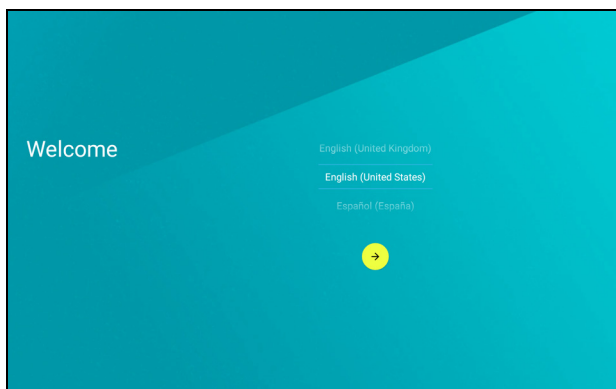 Welcome
English (United Kingdom)
English (United States)
Español (España)